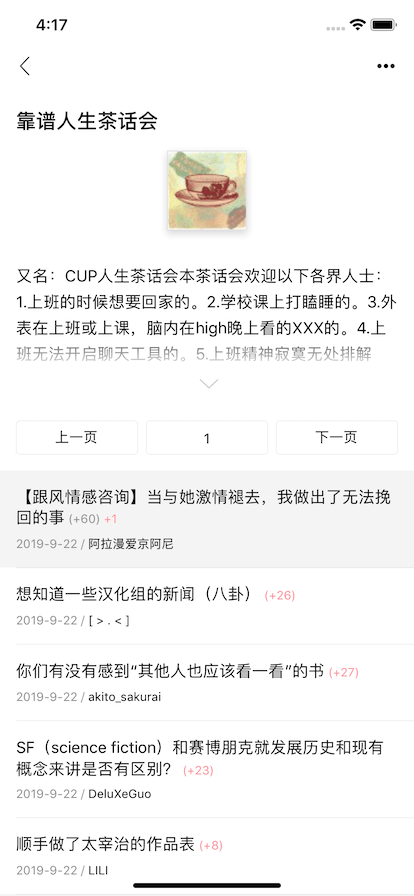 4:17
靠谱人生茶话会
又名：CUP人生茶话会本茶话会欢迎以下各界人士：
1.上班的时候想要回家的。2.学校课上打瞌睡的。3.外
表在上班或上课，脑内在high晚上看的XXX的。4.上
班无法开启聊天工具的。5.上班精神寂寞无处排解
上一页
1
下一页
【跟风情感咨询】当与她激情褪去，我做出了无法挽
回的事 (+60) +1
2019-9-22 / 阿拉漫爱京阿尼
想知道一些汉化组的新闻（八卦） (+26)
2019-9-22 / [ > . < ]
你们有没有感到“其他人也应该看一看”的书 (+27)
2019-9-22 / akito_sakurai
SF（science fiction）和赛博朋克就发展历史和现有
概念来讲是否有区别？ (+23)
2019-9-22 / DeluXeGuo
顺手做了太宰治的作品表 (+8)
2019-9-22 / LILI